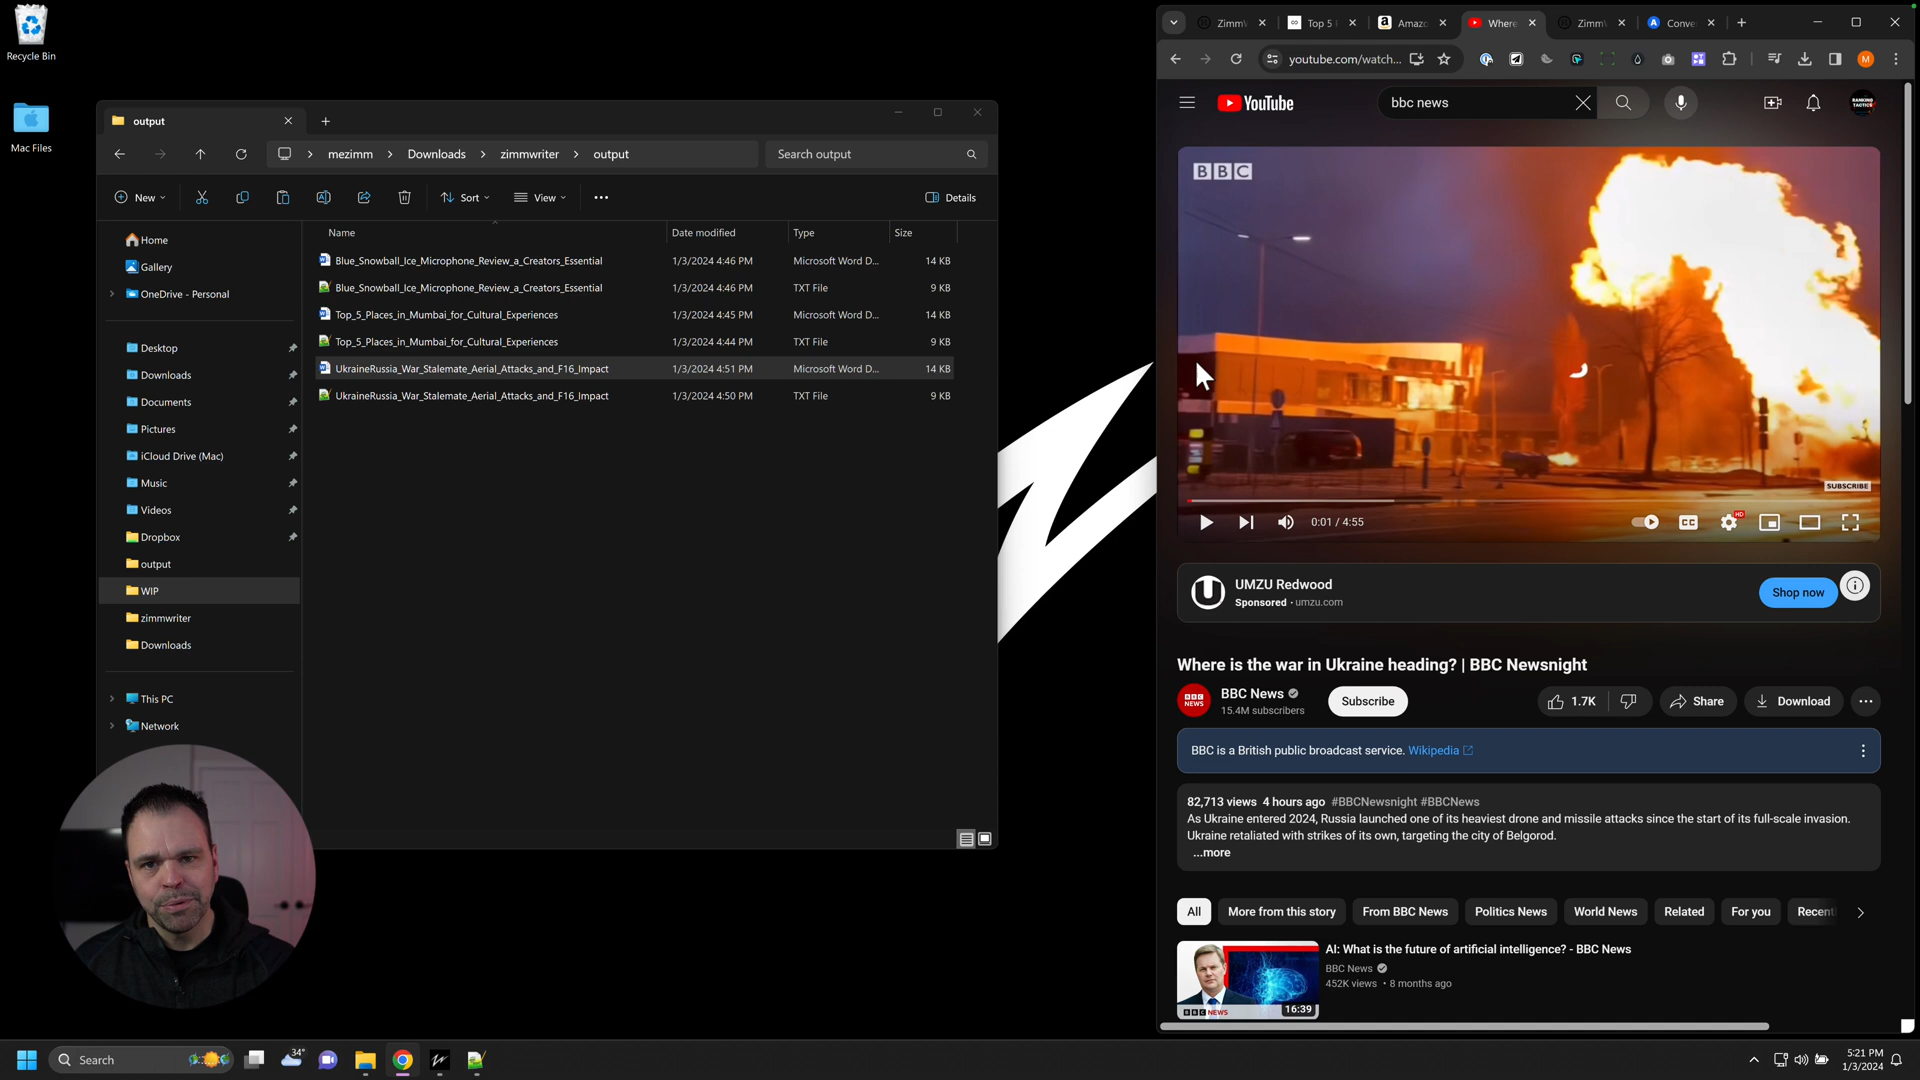 Recycle Bin
Mac Files
output
mezimm
Downloads
zimmwriter
output
Search output
New
Sort
View
Details
Name
Date modified
Type
Size
Home
Gallery
OneDrive - Personal
Desktop
Downloads
Documents
Pictures
iCloud Drive (Mac)
Music
Videos
Dropbox
output
WIP
zimmwriter
Downloads
This PC
Network
Blue_Snowball_Ice_Microphone_Review_a_Creators_Essential 1/3/2024 4:46 PM Microsoft Word D... 14 KB
Blue_Snowball_Ice_Microphone_Review_a_Creators_Essential 1/3/2024 4:46 PM TXT File 9 KB
Top_5_Places_in_Mumbai_for_Cultural_Experiences 1/3/2024 4:45 PM Microsoft Word D... 14 KB
Top_5_Places_in_Mumbai_for_Cultural_Experiences 1/3/2024 4:44 PM TXT File 9 KB
UkraineRussia_War_Stalemate_Aerial_Attacks_and_F16_Impact 1/3/2024 4:51 PM Microsoft Word D... 14 KB
UkraineRussia_War_Stalemate_Aerial_Attacks_and_F16_Impact 1/3/2024 4:50 PM TXT File 9 KB
Top 5
Amazo
Where
Conve
youtube.com/watch...
M
YouTube
bbc news
RANKING TACTICS
BBC
SUBSCRIBE
0:01 / 4:55
CC
HD
UMZU Redwood
Sponsored · umzu.com
Shop now
Where is the war in Ukraine heading? | BBC Newsnight
BBC NEWS
BBC News
15.4M subscribers
Subscribe
1.7K
Share
Download
BBC is a British public broadcast service. Wikipedia
82,713 views 4 hours ago #BBCNewsnight #BBCNews
As Ukraine entered 2024, Russia launched one of its heaviest drone and missile attacks since the start of its full-scale invasion.
Ukraine retaliated with strikes of its own, targeting the city of Belgorod.
...more
All
More from this story
From BBC News
Politics News
World News
Related
For you
Recent
AI: What is the future of artificial intelligence? - BBC News
BBC News
452K views • 8 months ago
BBC NEWS
16:39
Search
34°
5:21 PM
1/3/2024